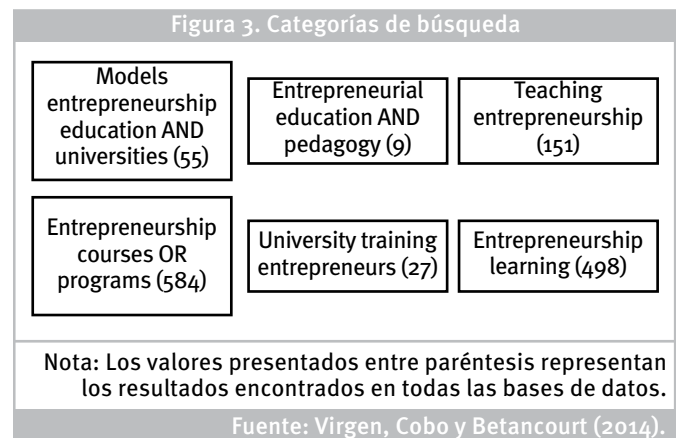 Figura 3. Categorías de búsqueda
Models
entrepreneurship
education AND
universities (55)
Entrepreneurial
education AND
pedagogy (9)
Teaching
entrepreneurship
(151)
Entrepreneurship
courses OR
programs (584)
University training
entrepreneurs (27)
Entrepreneurship
learning (498)
Nota: Los valores presentados entre paréntesis representan
los resultados encontrados en todas las bases de datos.
Fuente: Virgen, Cobo y Betancourt (2014).